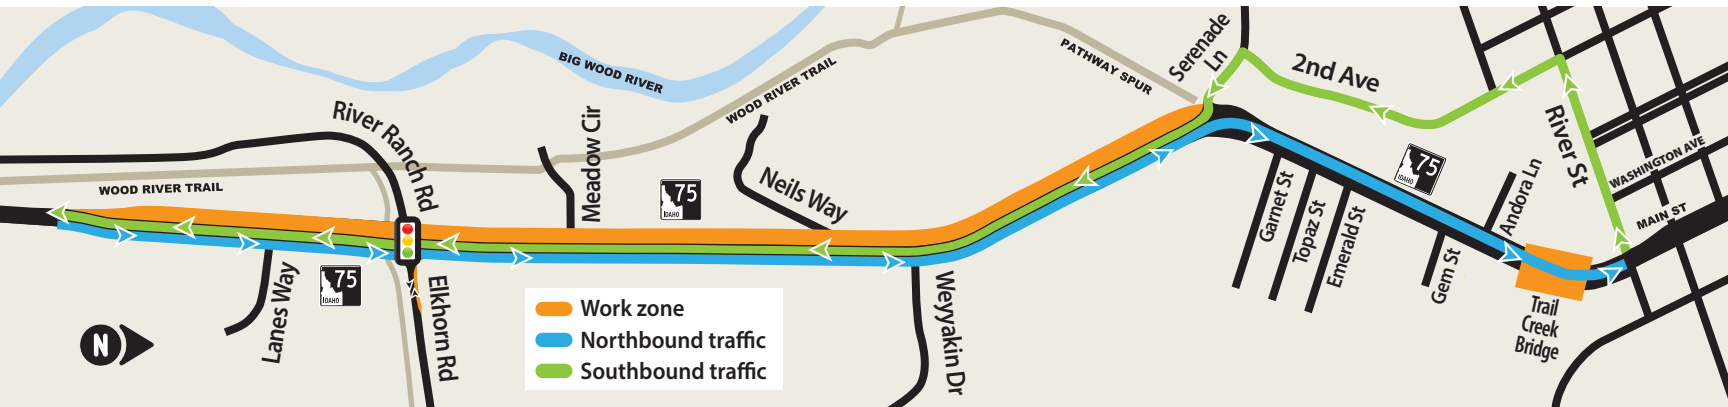 BIG WOOD RIVER
WOOD RIVER TRAIL
PATHWAY SPUR
Serenade
Ln
2nd Ave
River St
WASHINGTON AVE
MAIN ST
River Ranch Rd
WOOD RIVER TRAIL
Meadow Cir
75
IDAHO
Neils Way
75
IDAHO
Garnet St
Topaz St
Emerald St
Andora Ln
Gem St
Trail
Creek
Bridge
Lanes Way
75
IDAHO
Elkhorn Rd
Weyyakin Dr
N
Work zone
Northbound traffic
Southbound traffic